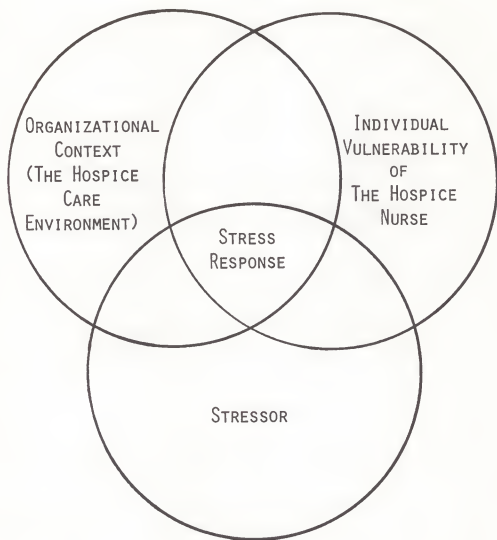 ORGANIZATIONAL
CONTEXT
(THE HOSPICE
CARE
ENVIRONMENT)
INDIVIDUAL
VULNERABILITY
OF
THE HOSPICE
NURSE
STRESS
RESPONSE
STRESSOR